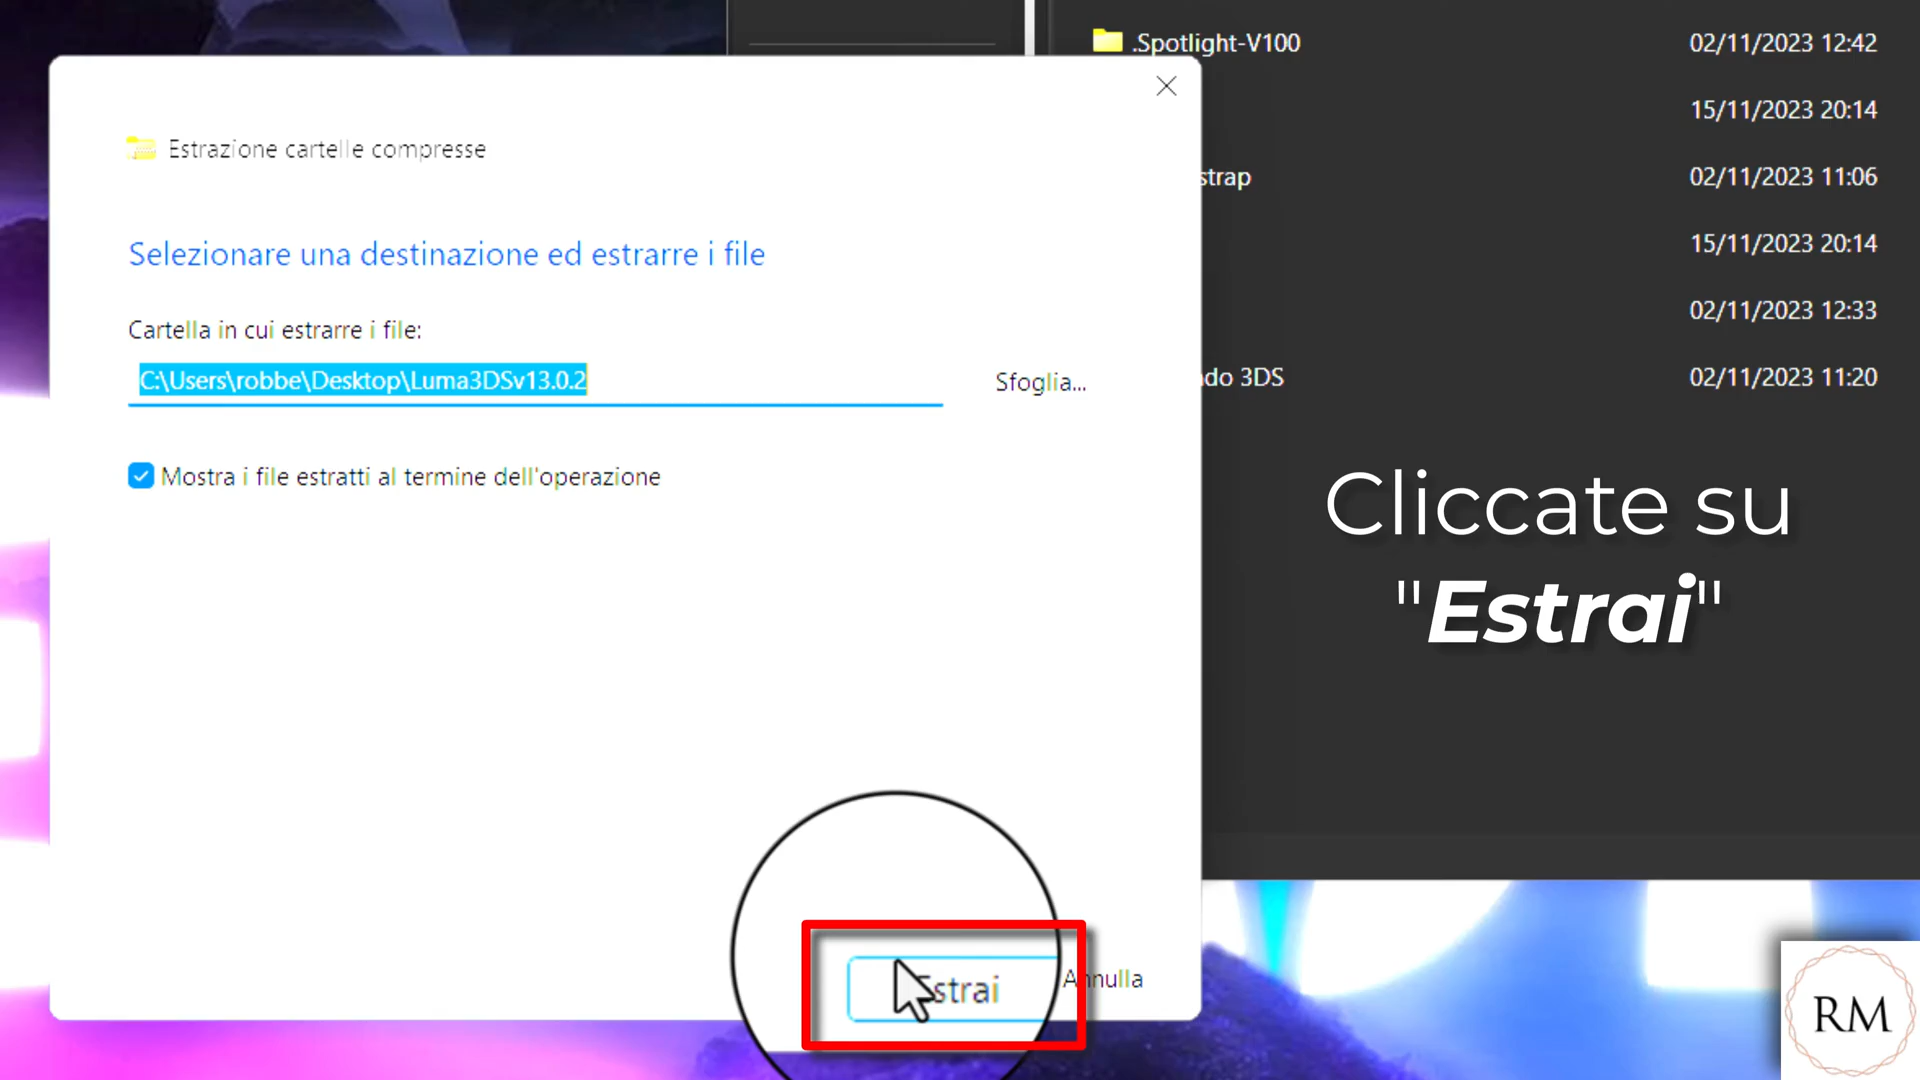 .Spotlight-V100 02/11/2023 12:42
15/11/2023 20:14
strap 02/11/2023 11:06
15/11/2023 20:14
02/11/2023 12:33
do 3DS 02/11/2023 11:20
Estrazione cartelle compresse
Selezionare una destinazione ed estrarre i file
Cartella in cui estrarre i file:
C:\Users\robbe\Desktop\Luma3DSv13.0.2
Sfoglia...
Mostra i file estratti al termine dell'operazione
Estrai
Annulla
Cliccate su
"Estrai"
RM